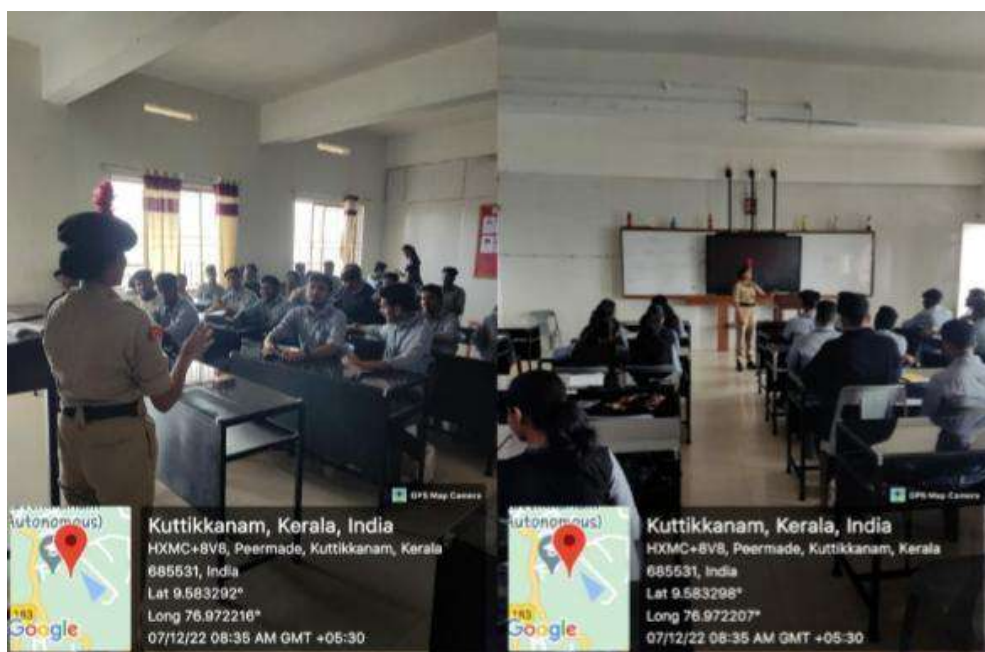 GPS Map Camera
Autonomous)
183
Google
Kuttikkanam, Kerala, India
HXMC+8V8, Peermade, Kuttikkanam, Kerala
685531, India
Lat 9.583292°
Long 76.972216°
07/12/22 08:35 AM GMT +05:30
GPS Map Camera
utonomous)
183
Google
Kuttikkanam, Kerala, India
HXMC+8V8, Peermade, Kuttikkanam, Kerala
685531, India
Lat 9.583298°
Long 76.972207°
07/12/22 08:35 AM GMT +05:30